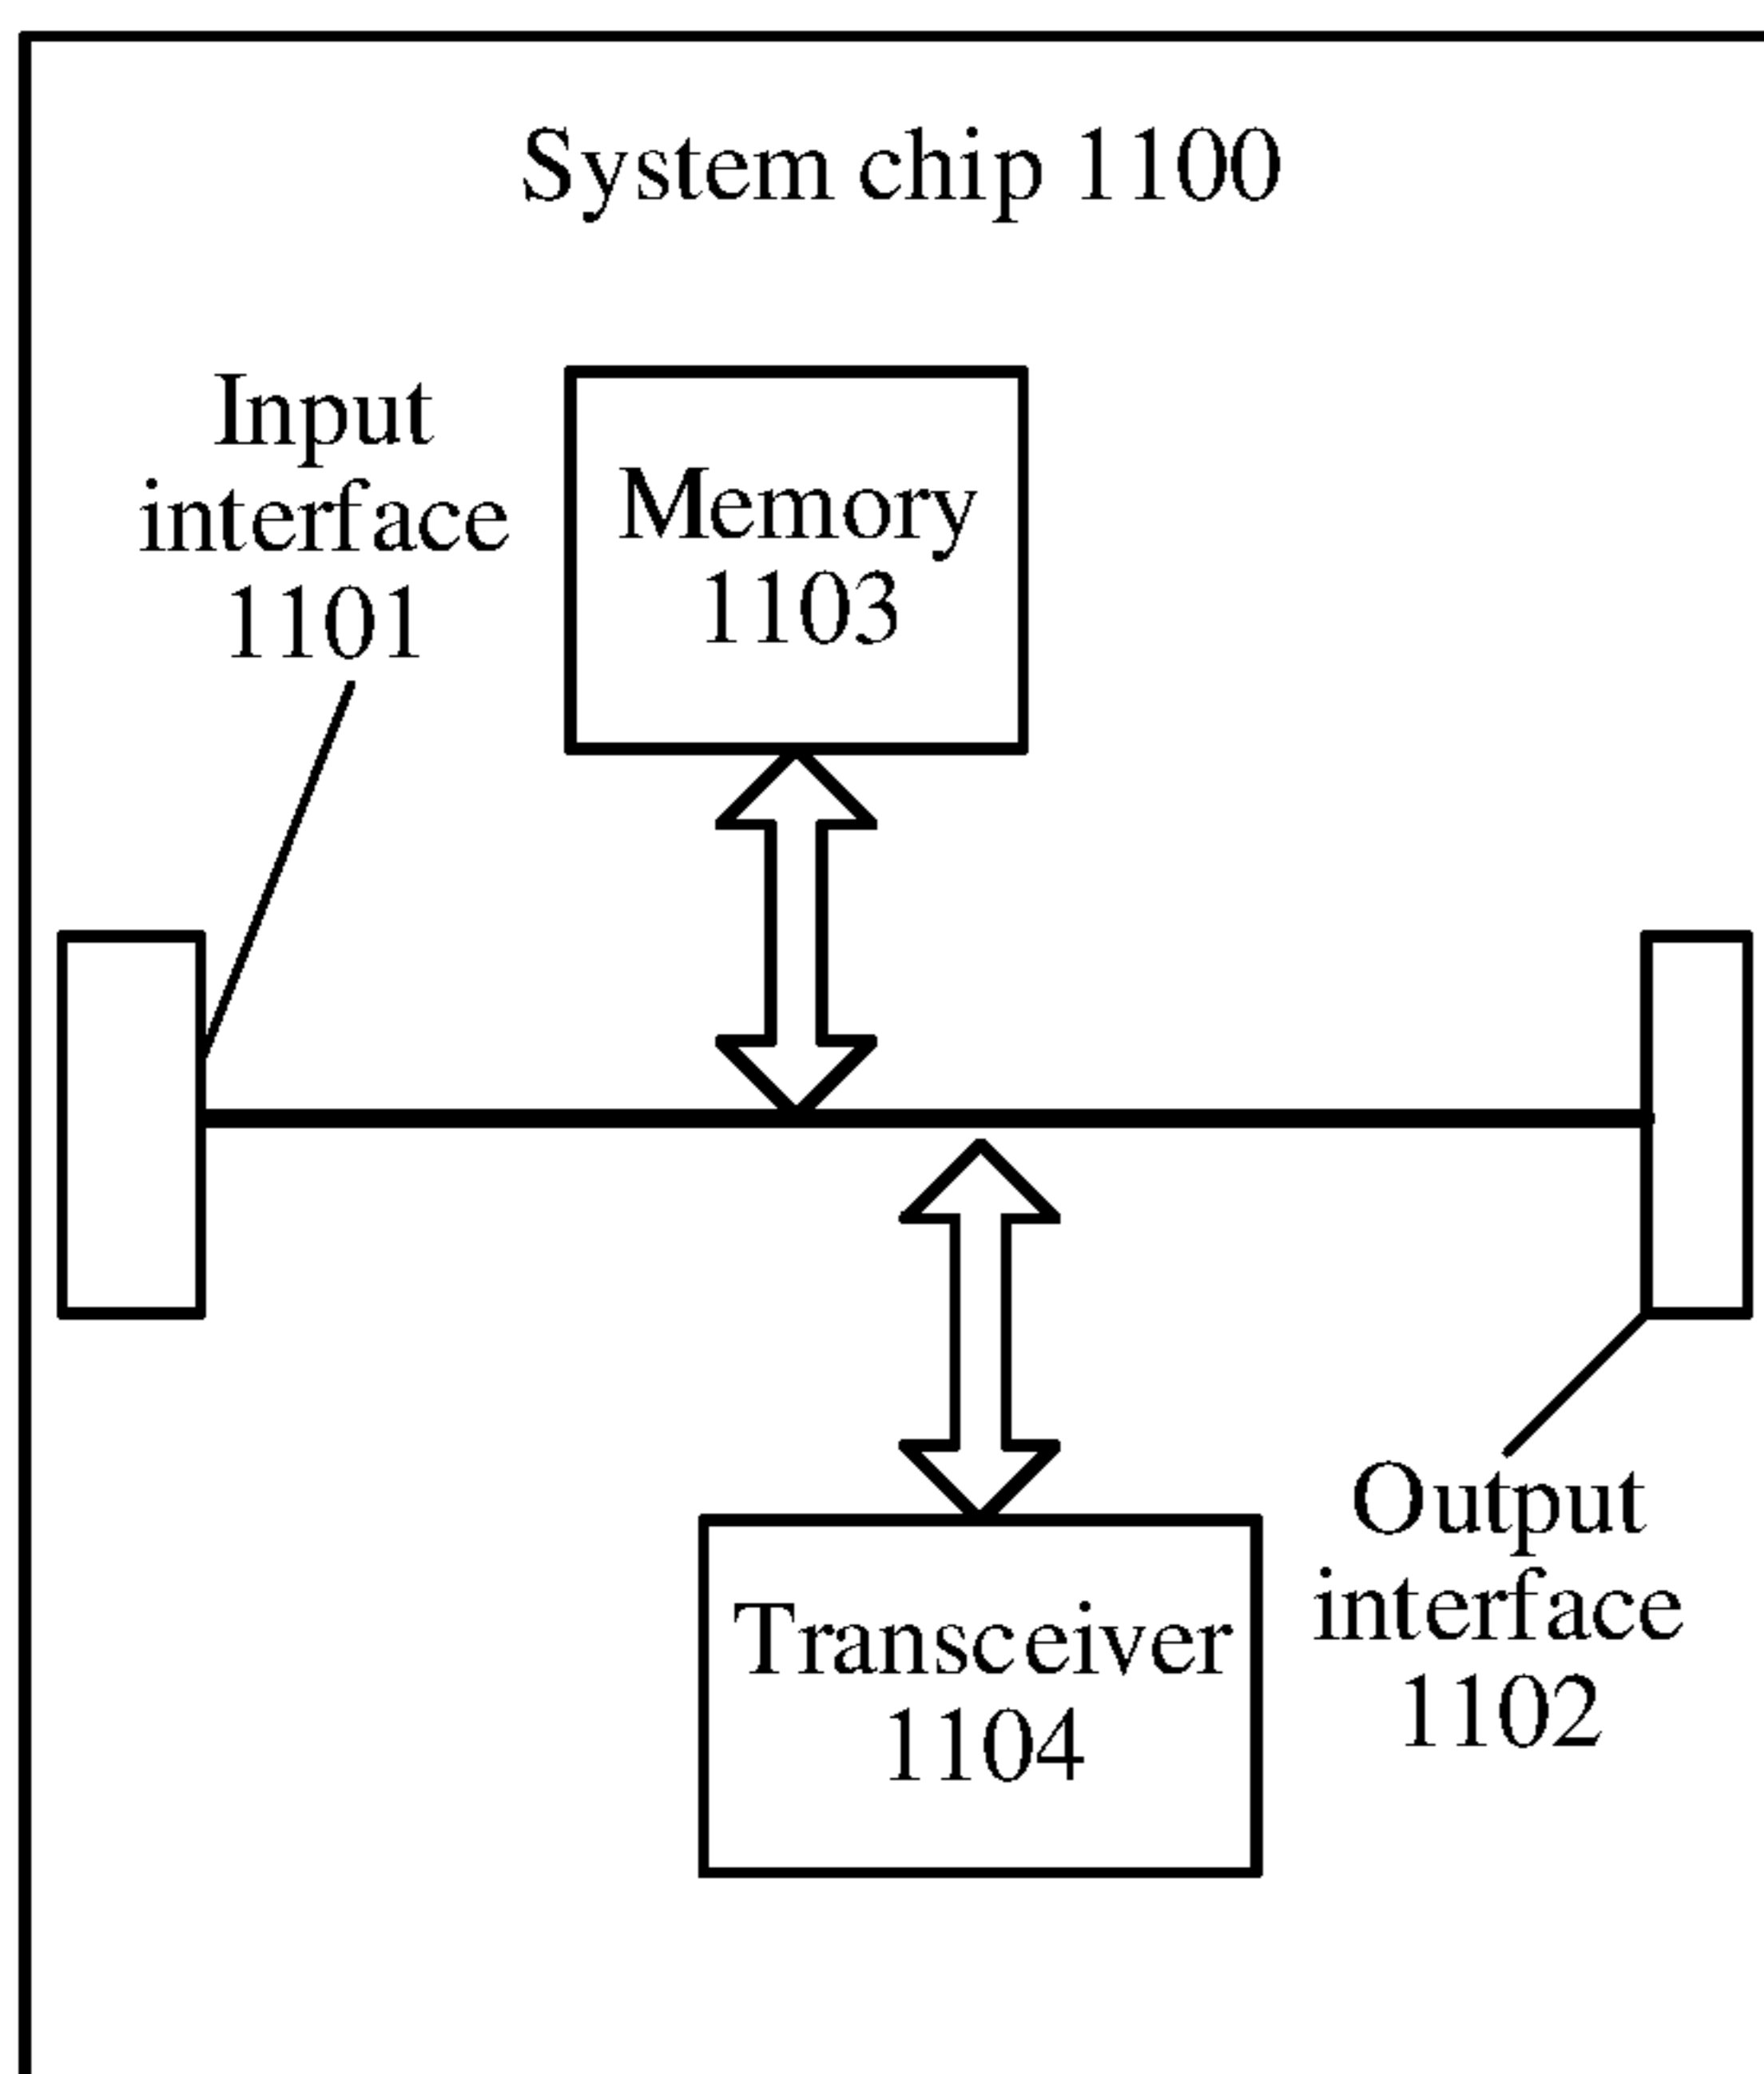 System chip 1100
Input
interface
1101
Memory
1103
Transceiver
1104
Output
interface
1102